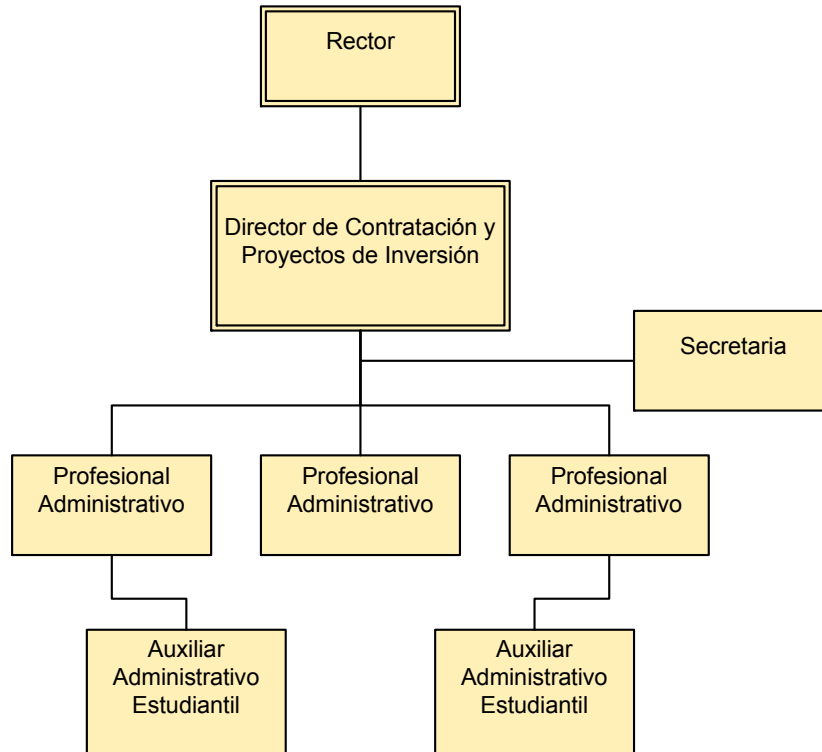 Rector
Director de Contratación y
Proyectos de Inversión
Secretaria
Profesional
Administrativo
Profesional
Administrativo
Profesional
Administrativo
Auxiliar
Administrativo
Estudiantil
Auxiliar
Administrativo
Estudiantil